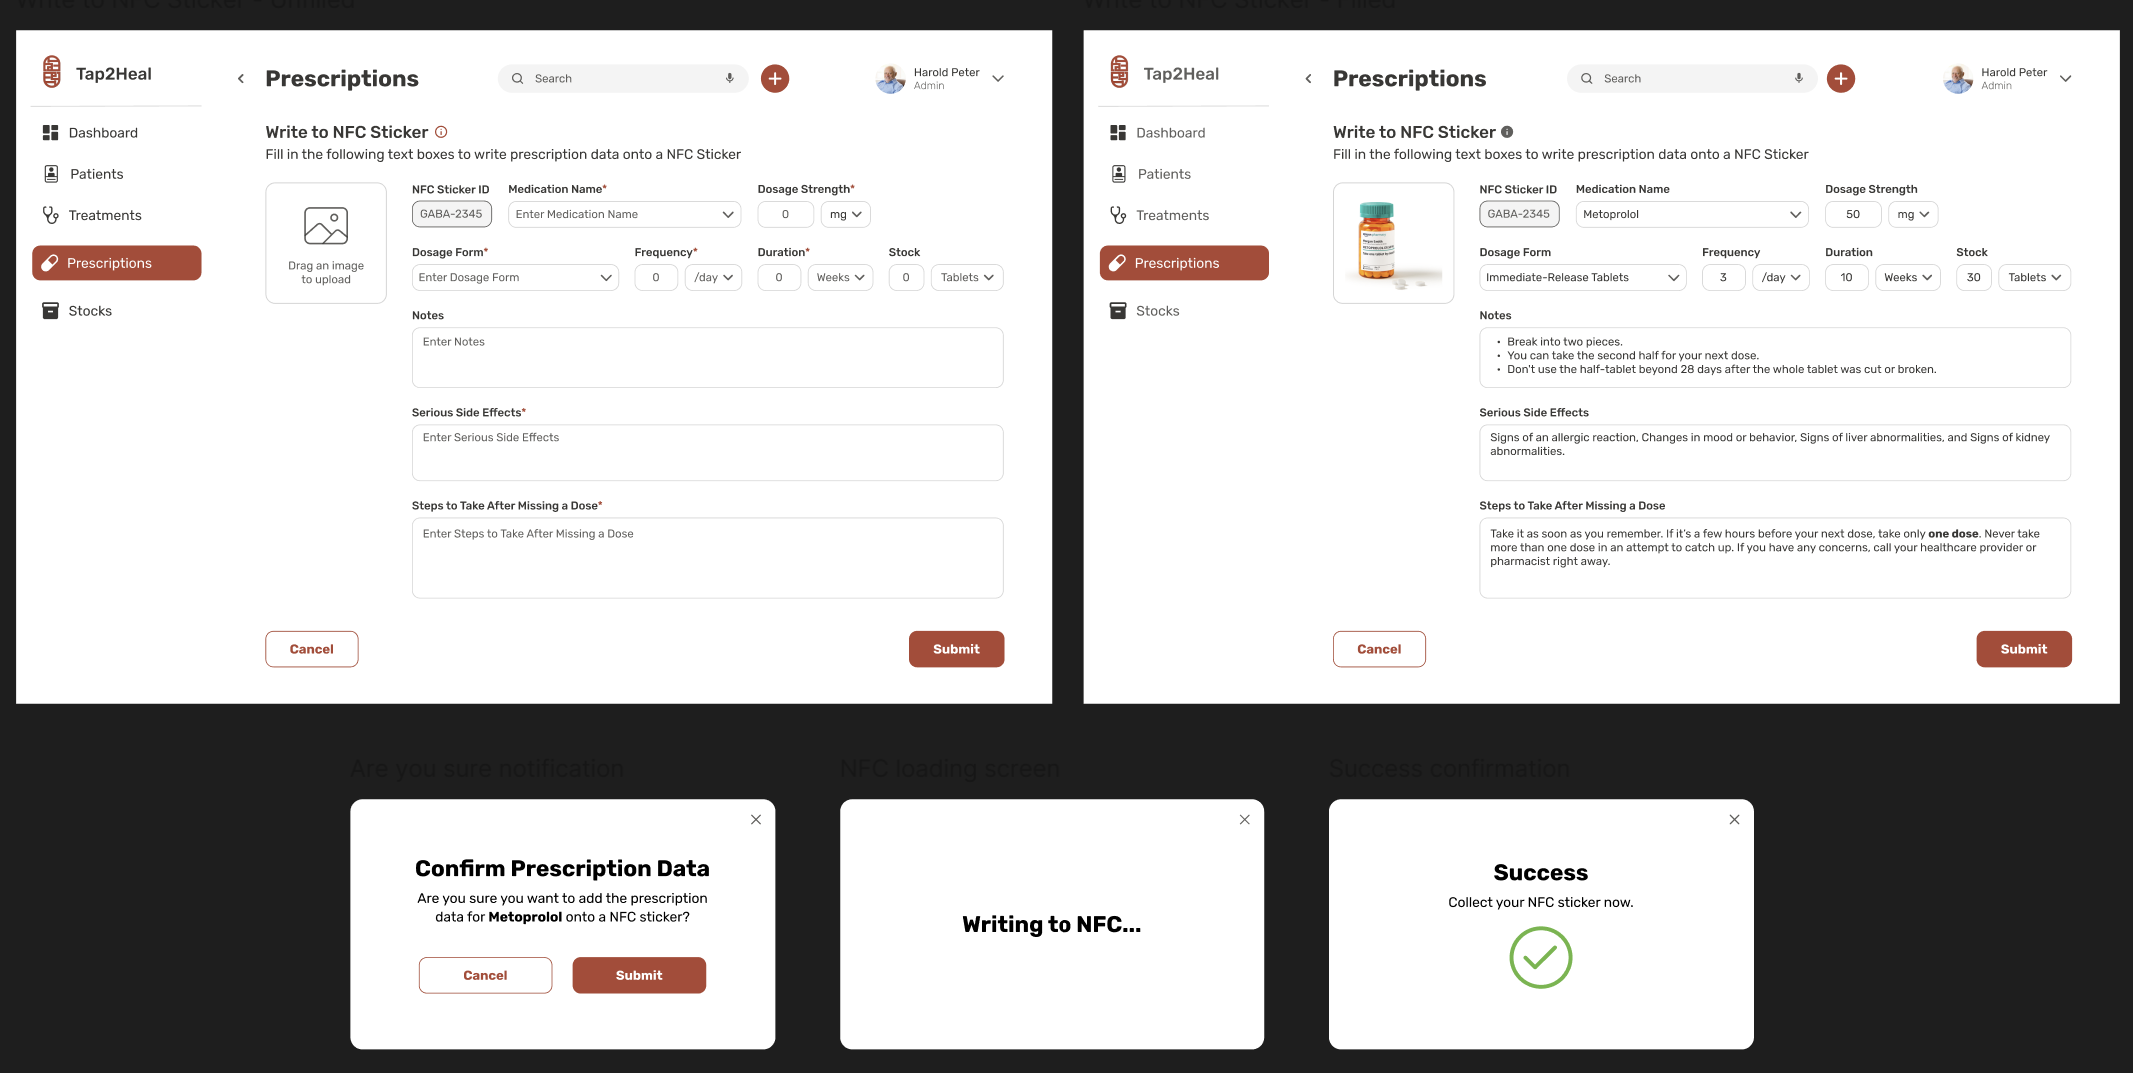 Write to NFC Sticker - Unfilled
Tap2Heal
Prescriptions
Search
Harold Peter
Admin
Dashboard
Patients
Treatments
Prescriptions
Stocks
Write to NFC Sticker
Fill in the following text boxes to write prescription data onto a NFC Sticker
Drag an image
to upload
NFC Sticker ID
Medication Name*
Dosage Strength*
GABA-2345
Enter Medication Name
0
mg
Dosage Form*
Frequency*
Duration*
Stock
Enter Dosage Form
0
/day
0
Weeks
0
Tablets
Notes
Enter Notes
Serious Side Effects*
Enter Serious Side Effects
Steps to Take After Missing a Dose*
Enter Steps to Take After Missing a Dose
Cancel
Submit
Write to NFC Sticker - Filled
Tap2Heal
Prescriptions
Search
Harold Peter
Admin
Dashboard
Patients
Treatments
Prescriptions
Stocks
Write to NFC Sticker
Fill in the following text boxes to write prescription data onto a NFC Sticker
NFC Sticker ID
Medication Name
Dosage Strength
GABA-2345
Metoprolol
50
mg
Dosage Form
Frequency
Duration
Stock
Immediate-Release Tablets
3
/day
10
Weeks
30
Tablets
Notes
• Break into two pieces.
• You can take the second half for your next dose.
• Don't use the half-tablet beyond 28 days after the whole tablet was cut or broken.
Serious Side Effects
Signs of an allergic reaction, Changes in mood or behavior, Signs of liver abnormalities, and Signs of kidney
abnormalities.
Steps to Take After Missing a Dose
Take it as soon as you remember. If it's a few hours before your next dose, take only one dose. Never take
more than one dose in an attempt to catch up. If you have any concerns, call your healthcare provider or
pharmacist right away.
Cancel
Submit
Are you sure notification
Confirm Prescription Data
Are you sure you want to add the prescription
data for Metoprolol onto a NFC sticker?
Cancel
Submit
NFC loading screen
Writing to NFC...
Success confirmation
Success
Collect your NFC sticker now.